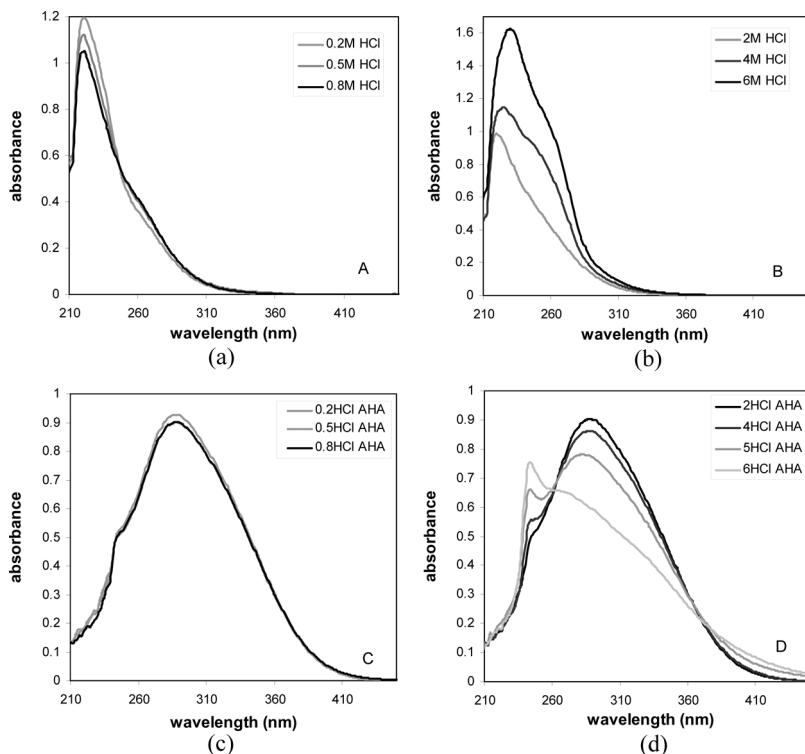 1.2
1
0.8
0.6
0.4
0.2
0
absorbance
0.2M HCl
0.5M HCl
0.8M HCl
A
210 260 310 360 410
wavelength (nm)
(a)
1.6
1.4
1.2
1
0.8
0.6
0.4
0.2
0
absorbance
2M HCl
4M HCl
6M HCl
B
210 260 310 360 410
wavelength (nm)
(b)
1
0.9
0.8
0.7
0.6
0.5
0.4
0.3
0.2
0.1
0
absorbance
0.2HCl AHA
0.5HCl AHA
0.8HCl AHA
C
210 260 310 360 410
wavelength (nm)
(c)
1
0.9
0.8
0.7
0.6
0.5
0.4
0.3
0.2
0.1
0
absorbance
2HCl AHA
4HCl AHA
5HCl AHA
6HCl AHA
D
210 260 310 360 410
wavelength (nm)
(d)